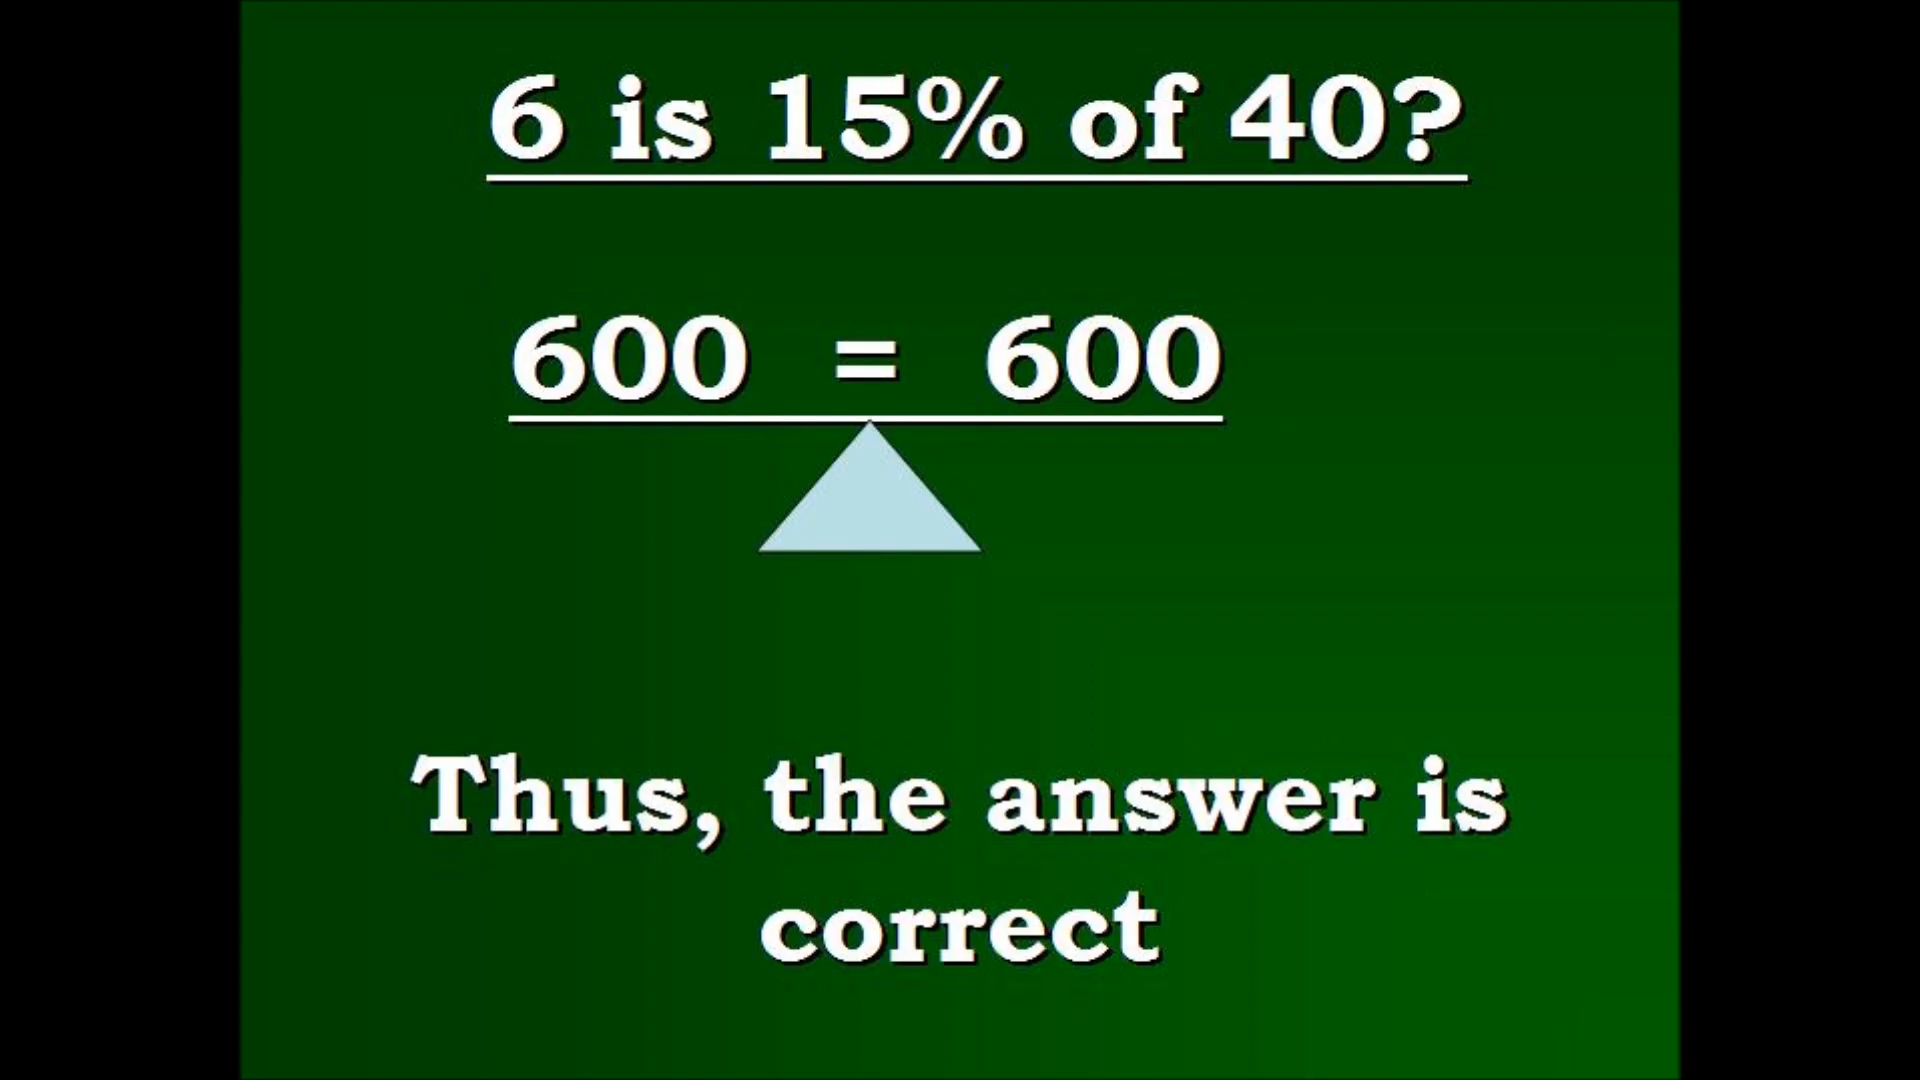 6 is 15% of 40?
600 = 600
Thus, the answer is
correct